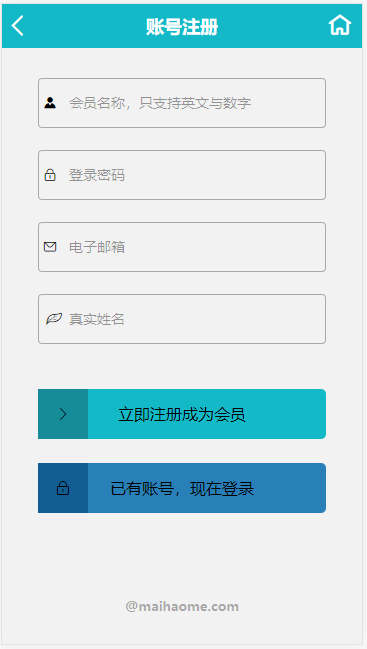 账号注册
会员名称，只支持英文与数字
登录密码
电子邮箱
真实姓名
立即注册成为会员
已有账号，现在登录
@maihaome.com